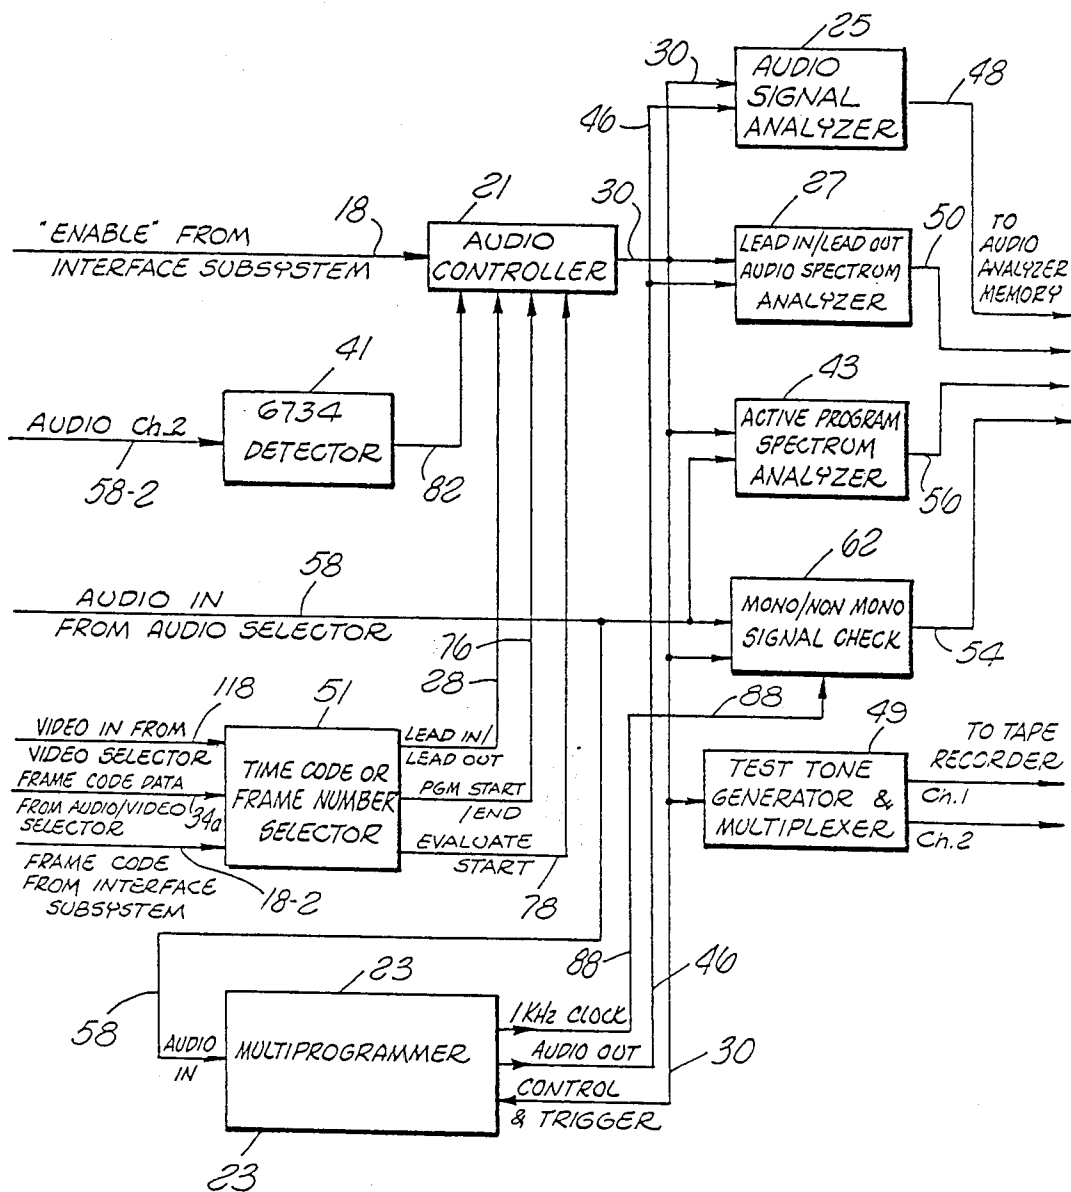 25
30
AUDIO
SIGNAL
ANALYZER
48
46
21
30
27
50
TO
AUDIO
ANALYZER
MEMORY
"ENABLE" FROM
INTERFACE SUBSYSTEM
18
AUDIO
CONTROLLER
LEAD IN/LEAD OUT
AUDIO SPECTRUM
ANALYZER
41
43
AUDIO Ch.2
58-2
6734
DETECTOR
82
ACTIVE PROGRAM
SPECTRUM
ANALYZER
56
62
AUDIO IN
FROM AUDIO SELECTOR
58
MONO/NON MONO
SIGNAL CHECK
54
76
28
88
118
51
49
VIDEO IN FROM
VIDEO SELECTOR
FRAME CODE DATA
FROM AUDIO/VIDEO
SELECTOR
34a
FRAME CODE
FROM INTERFACE
SUBSYSTEM
18-2
TIME CODE OR
FRAME NUMBER
SELECTOR
LEAD IN/
LEAD OUT
PGM START
/END
EVALUATE
START
78
TEST TONE
GENERATOR &
MULTIPLEXER
TO TAPE
RECORDER
Ch.1
Ch.2
23
88
46
58
AUDIO
IN
MULTIPROGRAMMER
1 KHz CLOCK
AUDIO OUT
CONTROL
& TRIGGER
30
23